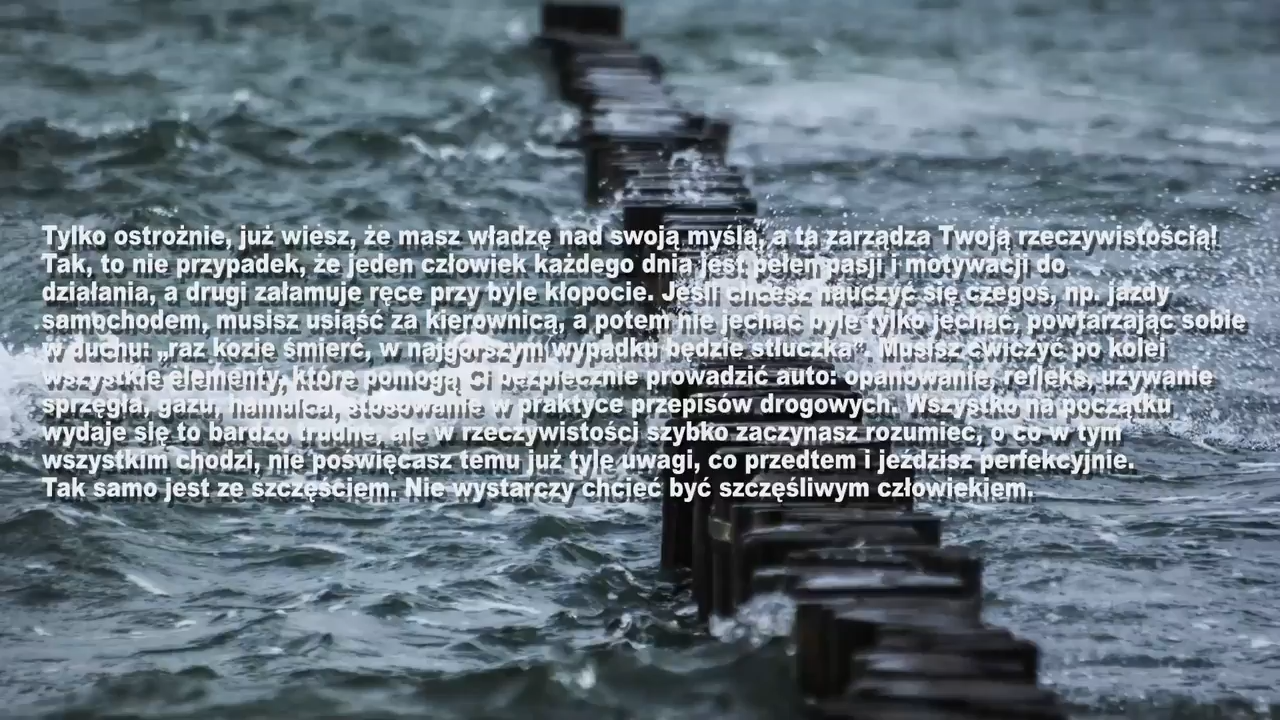 Tylko ostrożnie, już wiesz, że masz władzę nad swoją myślą, a ta zarządza Twoją rzeczywistością!
Tak, to nie przypadek, że jeden człowiek każdego dnia jest pełen pasji i motywacji do
działania, a drugi załamuje ręce przy byle kłopocie. Jeśli chcesz nauczyć się czegoś, np. jazdy
samochodem, musisz usiąść za kierownicą, a potem nie jechać byle tylko jechać, powtarzając sobie
w duchu: „raz kozie śmierć, w najgorszym wypadku będzie stłuczka”. Musisz ćwiczyć po kolei
wszystkie elementy, które pomogą Ci bezpiecznie prowadzić auto: opanowanie, refleks, używanie
sprzęgła, gazu, hamulca, stosowanie w praktyce przepisów drogowych. Wszystko na początku
wydaje się to bardzo trudne, ale w rzeczywistości szybko zaczynasz rozumieć, o co w tym
wszystkim chodzi, nie poświęcasz temu już tyle uwagi, co przedtem i jeździsz perfekcyjnie.
Tak samo jest ze szczęściem. Nie wystarczy chcieć być szczęśliwym człowiekiem.